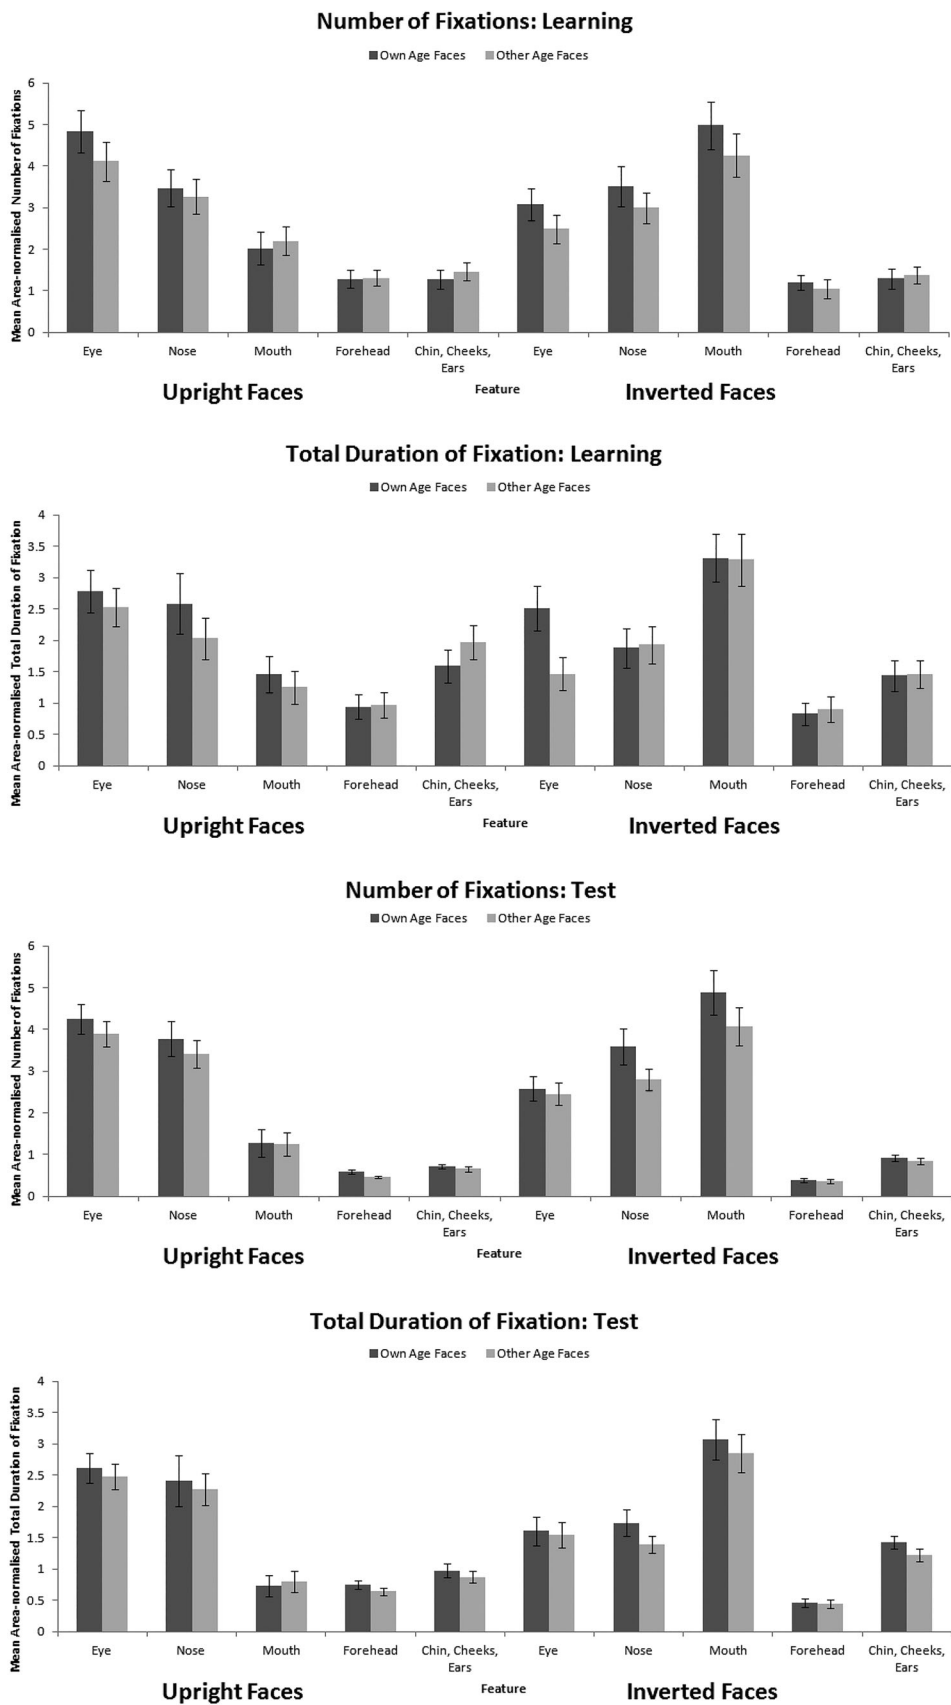 Number of Fixations: Learning
Own Age Faces Other Age Faces
Mean Area-normalised Number of Fixations
6
5
4
3
2
1
0
Eye Nose Mouth Forehead Chin, Cheeks, Eye Nose Mouth Forehead Chin, Cheeks,
Ears Ears
Upright Faces Feature Inverted Faces
Total Duration of Fixation: Learning
Own Age Faces Other Age Faces
Mean Area-normalised Total Duration of Fixation
4
3.5
3
2.5
2
1.5
1
0.5
0
Eye Nose Mouth Forehead Chin, Cheeks, Eye Nose Mouth Forehead Chin, Cheeks,
Ears Ears
Upright Faces Feature Inverted Faces
Number of Fixations: Test
Own Age Faces Other Age Faces
Mean Area-normalised Number of Fixations
6
5
4
3
2
1
0
Eye Nose Mouth Forehead Chin, Cheeks, Eye Nose Mouth Forehead Chin, Cheeks,
Ears Ears
Upright Faces Feature Inverted Faces
Total Duration of Fixation: Test
Own Age Faces Other Age Faces
Mean Area-normalised Total Duration of Fixation
4
3.5
3
2.5
2
1.5
1
0.5
0
Eye Nose Mouth Forehead Chin, Cheeks, Eye Nose Mouth Forehead Chin, Cheeks,
Ears Ears
Upright Faces Feature Inverted Faces